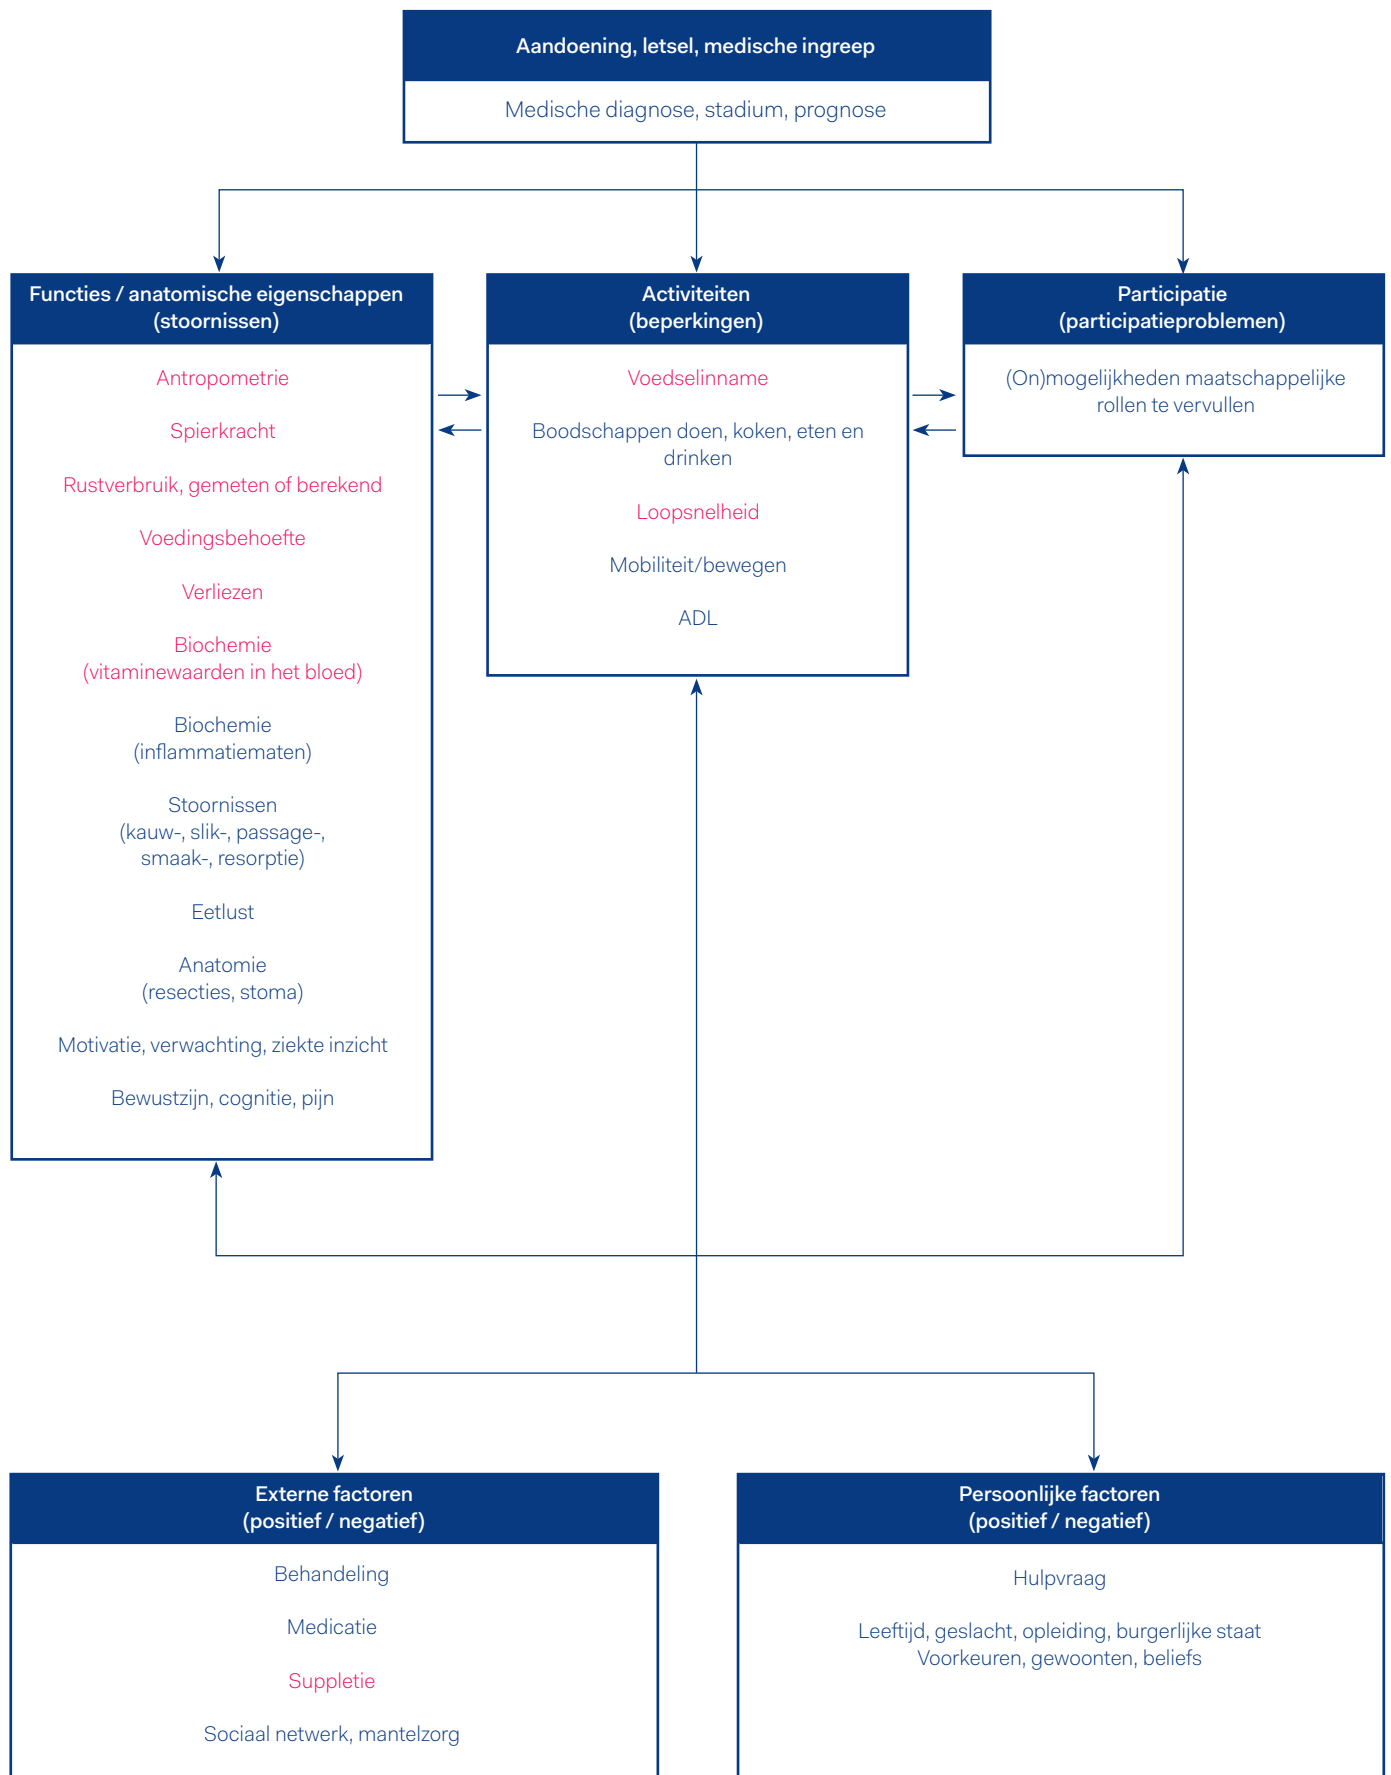 Aandoening, letsel, medische ingreep
Medische diagnose, stadium, prognose
Functies / anatomische eigenschappen
(stoornissen)
Antropometrie
Spierkracht
Rustverbruik, gemeten of berekend
Voedingsbehoefte
Verliezen
Biochemie
(vitaminewaarden in het bloed)
Biochemie
(inflammatiematen)
Stoornissen
(kauw-, slik-, passage-,
smaak-, resorptie)
Eetlust
Anatomie
(resecties, stoma)
Motivatie, verwachting, ziekte inzicht
Bewustzijn, cognitie, pijn
Activiteiten
(beperkingen)
Voedselinname
Boodschappen doen, koken, eten en
drinken
Loopsnelheid
Mobiliteit/bewegen
ADL
Participatie
(participatieproblemen)
(On)mogelijkheden maatschappelijke
rollen te vervullen
Externe factoren
(positief / negatief)
Behandeling
Medicatie
Suppletie
Sociaal netwerk, mantelzorg
Persoonlijke factoren
(positief / negatief)
Hulpvraag
Leeftijd, geslacht, opleiding, burgerlijke staat
Voorkeuren, gewoonten, beliefs